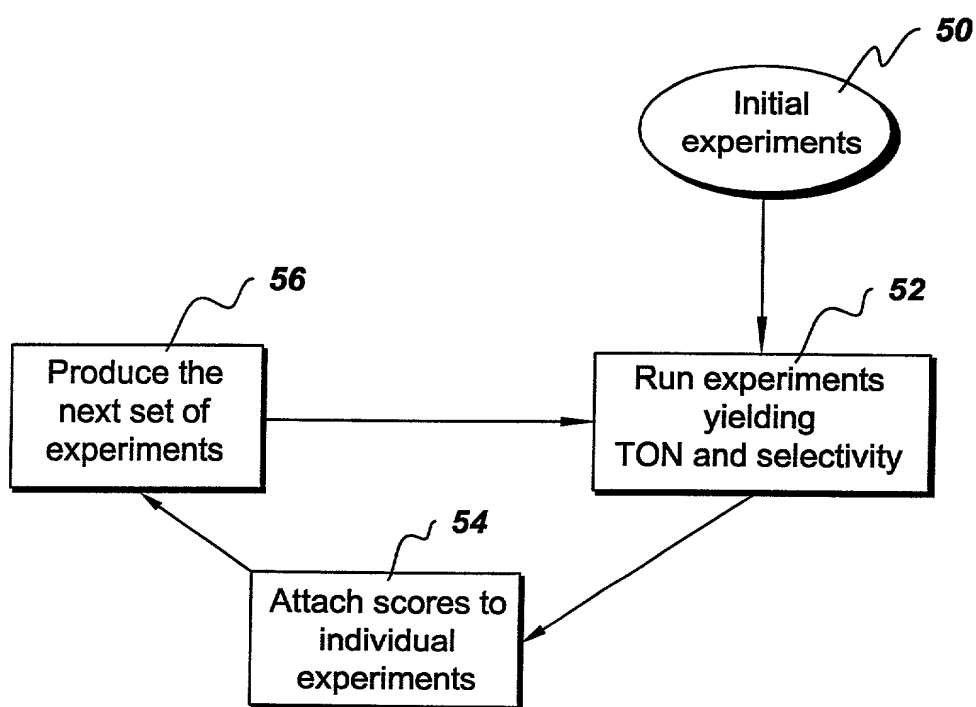 50
Initial
experiments
52
Run experiments
yielding
TON and selectivity
54
Attach scores to
individual
experiments
56
Produce the
next set of
experiments